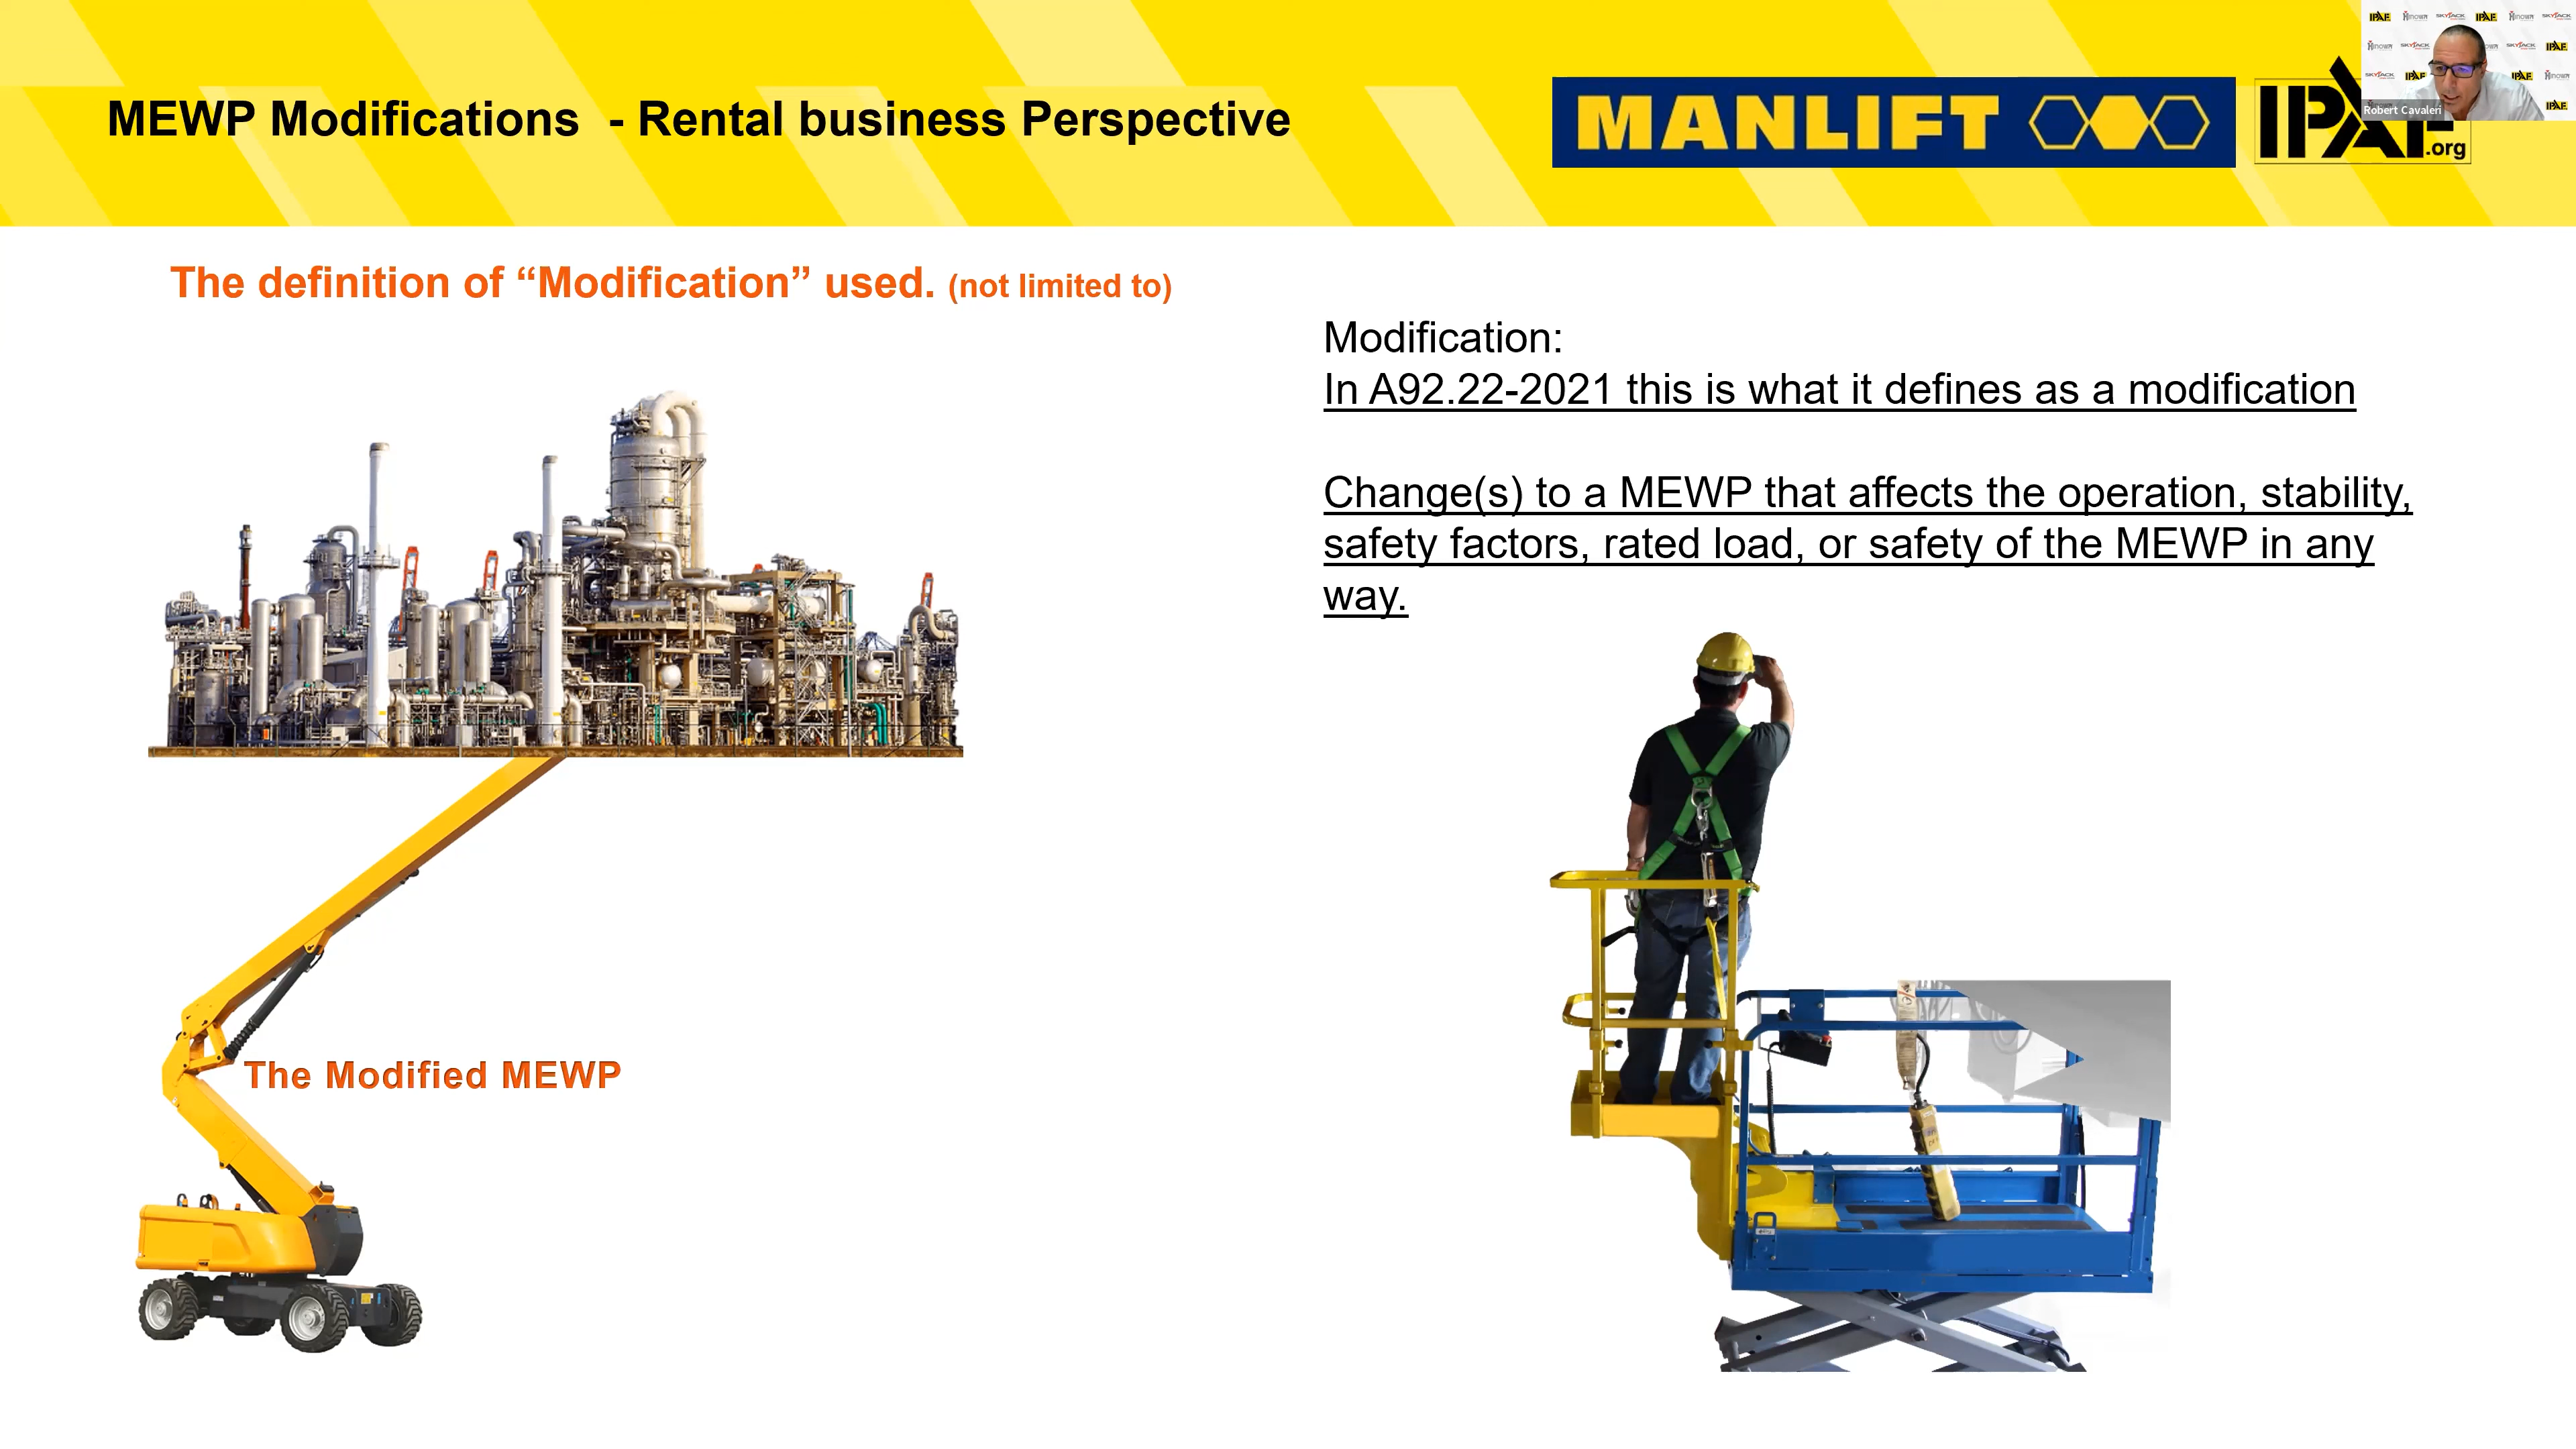 MEWP Modifications - Rental business Perspective
MANLIFT
IPAF
.org
Robert Cavaleri
The definition of “Modification” used. (not limited to)
Modification:
In A92.22-2021 this is what it defines as a modification
Change(s) to a MEWP that affects the operation, stability,
safety factors, rated load, or safety of the MEWP in any
way.
The Modified MEWP